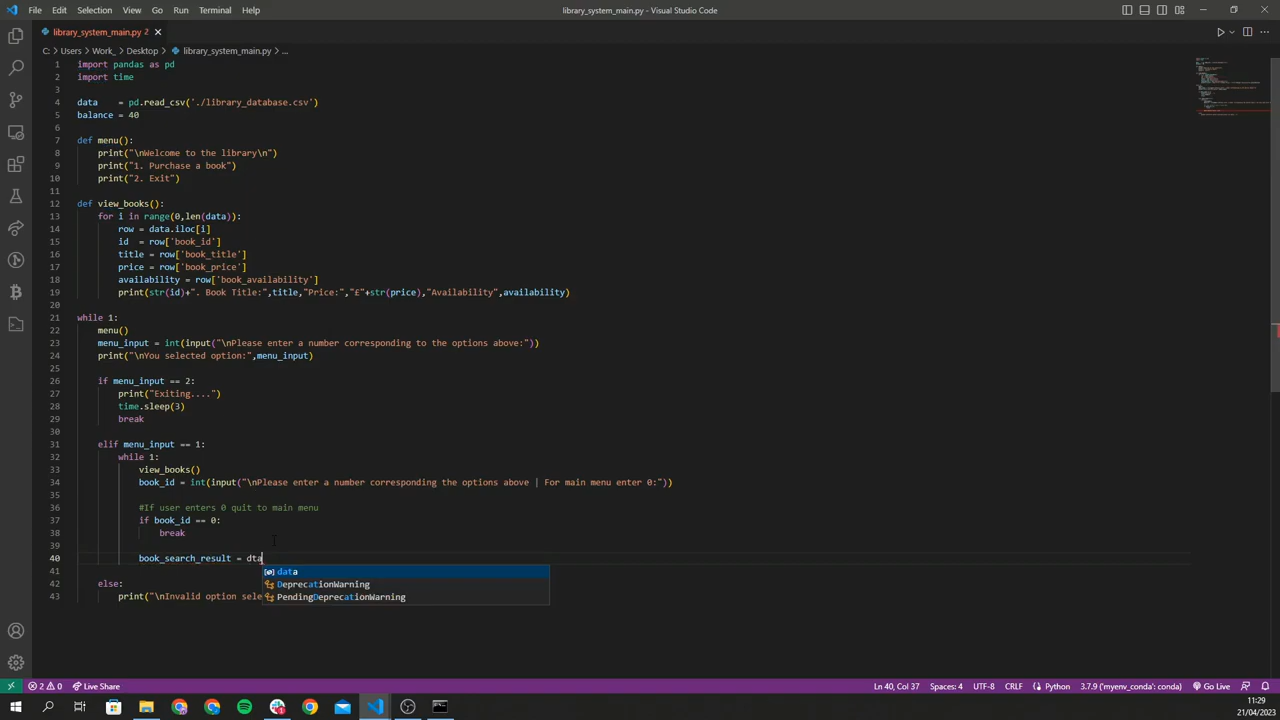 File Edit Selection View Go Run Terminal Help library_system_main.py - Visual Studio Code
library_system_main.py 2
C: > Users > Work_ > Desktop > library_system_main.py > ...
1 import pandas as pd
2 import time
3
4 data    = pd.read_csv('./library_database.csv')
5 balance = 40
6
7 def menu():
8     print("\nWelcome to the library\n")
9     print("1. Purchase a book")
10     print("2. Exit")
11
12 def view_books():
13     for i in range(0,len(data)):
14         row = data.iloc[i]
15         id  = row['book_id']
16         title = row['book_title']
17         price = row['book_price']
18         availability = row['book_availability']
19         print(str(id)+". Book Title:",title,"Price:","£"+str(price),"Availability",availability)
20
21 while 1:
22     menu()
23     menu_input = int(input("\nPlease enter a number corresponding to the options above:"))
24     print("\nYou selected option:",menu_input)
25
26     if menu_input == 2:
27         print("Exiting....")
28         time.sleep(3)
29         break
30
31     elif menu_input == 1:
32         while 1:
33             view_books()
34             book_id = int(input("\nPlease enter a number corresponding the options above | For main menu enter 0:"))
35
36             #If user enters 0 quit to main menu
37             if book_id == 0:
38                 break
39
40             book_search_result = dta
41 data
42     else: DeprecationWarning
43         print("\nInvalid option sele PendingDeprecationWarning
2 0 Live Share Ln 40, Col 37 Spaces: 4 UTF-8 CRLF Python 3.7.9 ('myenv_conda': conda) Go Live
11:29
21/04/2023